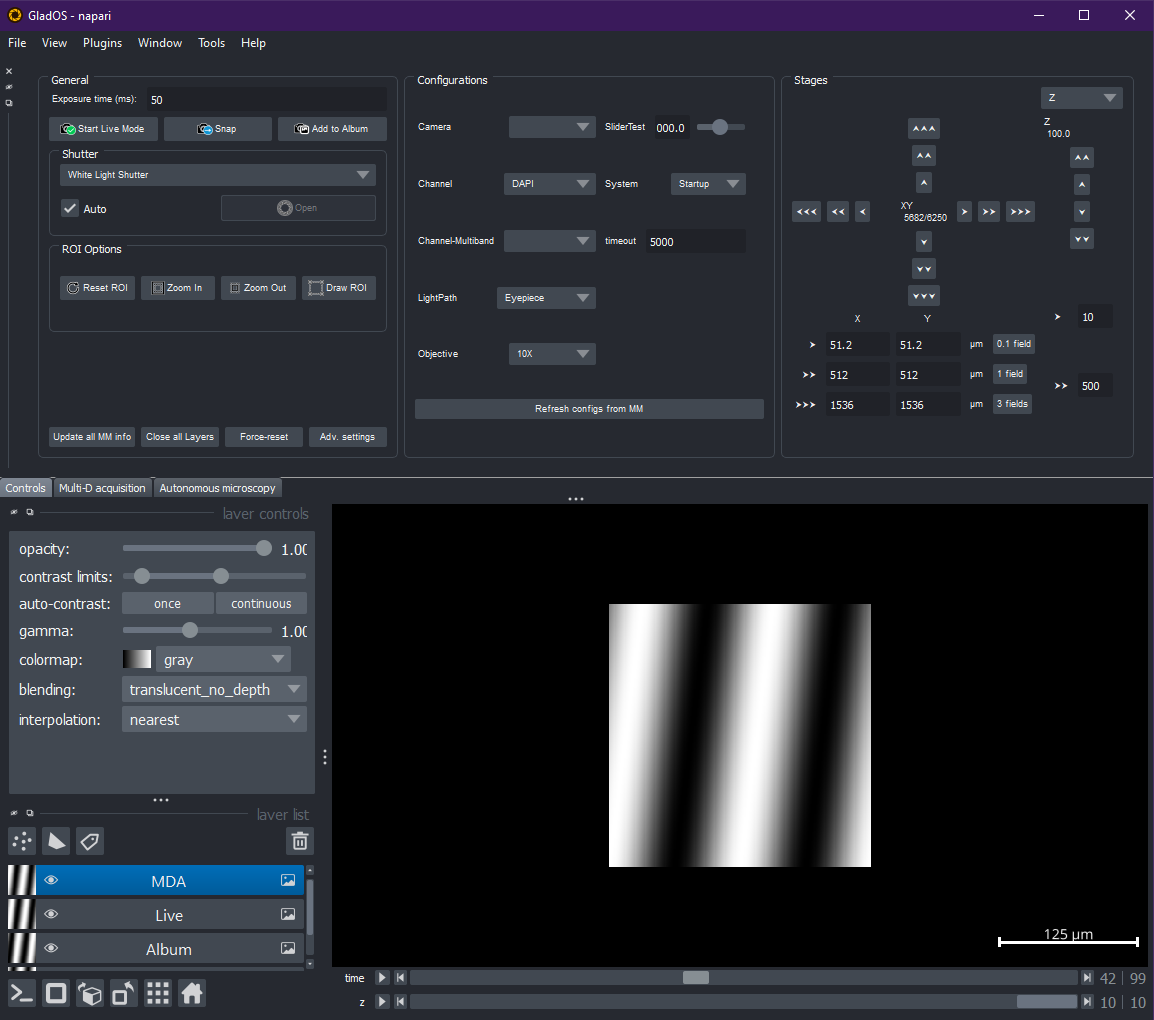 GladOS - napari
File View Plugins Window Tools Help
General
Exposure time (ms): 50
Start Live Mode Snap Add to Album
Shutter
White Light Shutter
Auto Open
ROI Options
Reset ROI Zoom In Zoom Out Draw ROI
Update all MM info Close all Layers Force-reset Adv. settings
Configurations
Camera SliderTest 000.0
Channel DAPI System Startup
Channel-Multiband timeout 5000
LightPath Eyepiece
Objective 10X
Refresh configs from MM
Stages
Z
Z
100.0
XY
5682/6250
X Y
51.2 51.2 µm 0.1 field
512 512 µm 1 field
1536 1536 µm 3 fields
10
500
Controls Multi-D acquisition Autonomous microscopy
layer controls
opacity: 1.00
contrast limits:
auto-contrast: once continuous
gamma: 1.00
colormap: gray
blending: translucent_no_depth
interpolation: nearest
layer list
MDA
Live
Album
125 µm
time 42 99
z 10 10